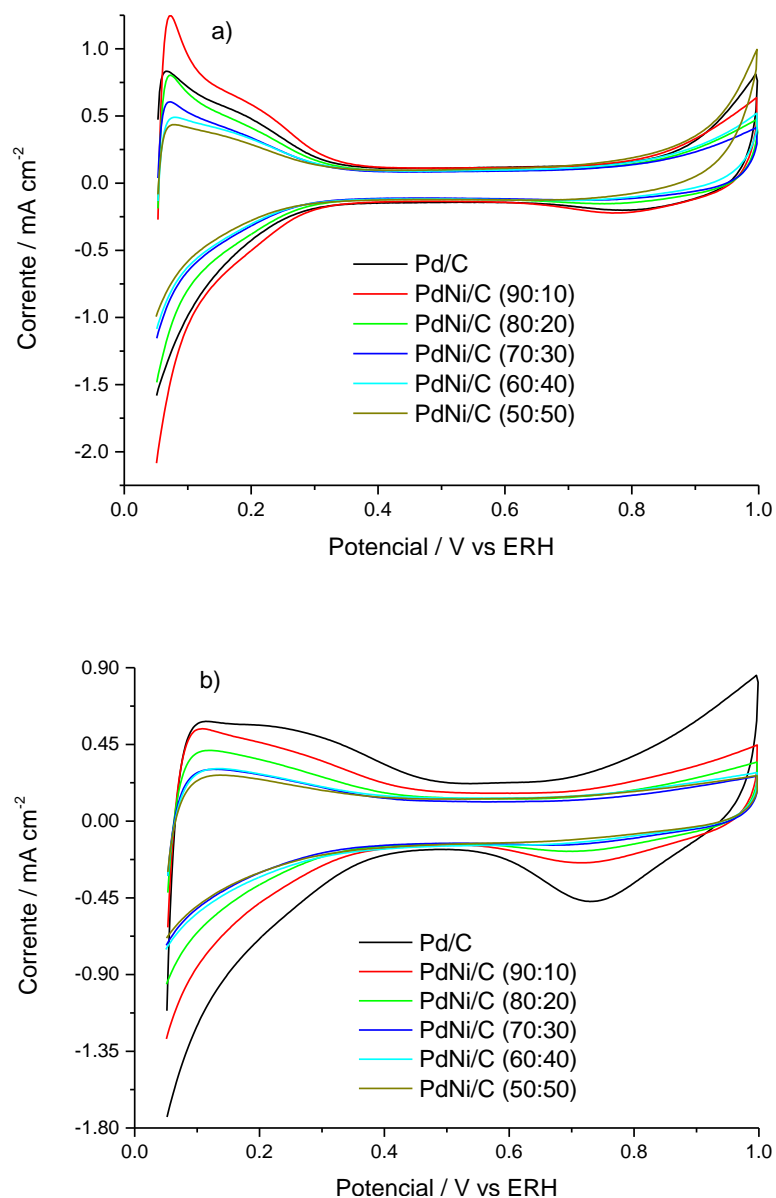 a)
1.0
0.5
0.0
-0.5
-1.0
-1.5
-2.0
Corrente / mA cm⁻²
Pd/C
PdNi/C (90:10)
PdNi/C (80:20)
PdNi/C (70:30)
PdNi/C (60:40)
PdNi/C (50:50)
0.0 0.2 0.4 0.6 0.8 1.0
Potencial / V vs ERH
b)
0.90
0.45
0.00
-0.45
-0.90
-1.35
-1.80
Corrente / mA cm⁻²
Pd/C
PdNi/C (90:10)
PdNi/C (80:20)
PdNi/C (70:30)
PdNi/C (60:40)
PdNi/C (50:50)
0.0 0.2 0.4 0.6 0.8 1.0
Potencial / V vs ERH